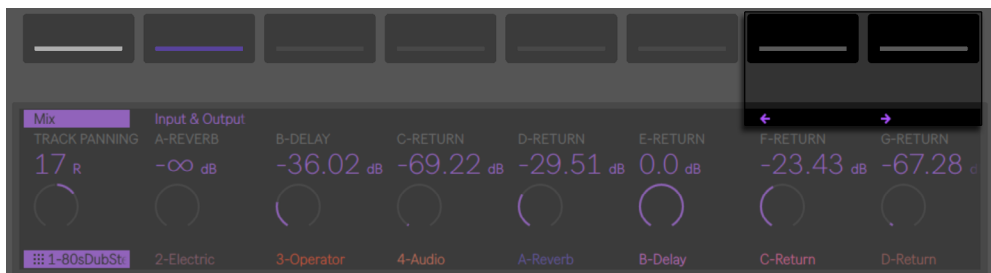 Mix Input & Output ← →
TRACK PANNING A-REVERB B-DELAY C-RETURN D-RETURN E-RETURN F-RETURN G-RETURN
17 R -∞ dB -36.02 dB -69.22 dB -29.51 dB 0.0 dB -23.43 dB -67.28 d
1-80sDubSt 2-Electric 3-Operator 4-Audio A-Reverb B-Delay C-Return D-Return